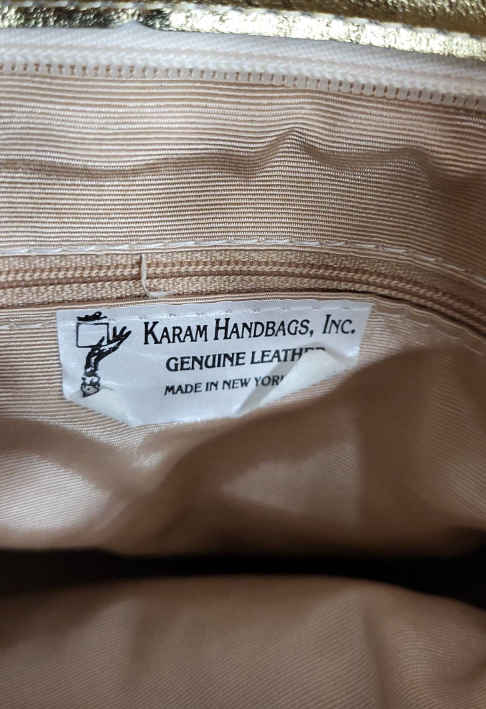 KARAM HANDBAGS, INC.
GENUINE LEATHER
MADE IN NEW YORK